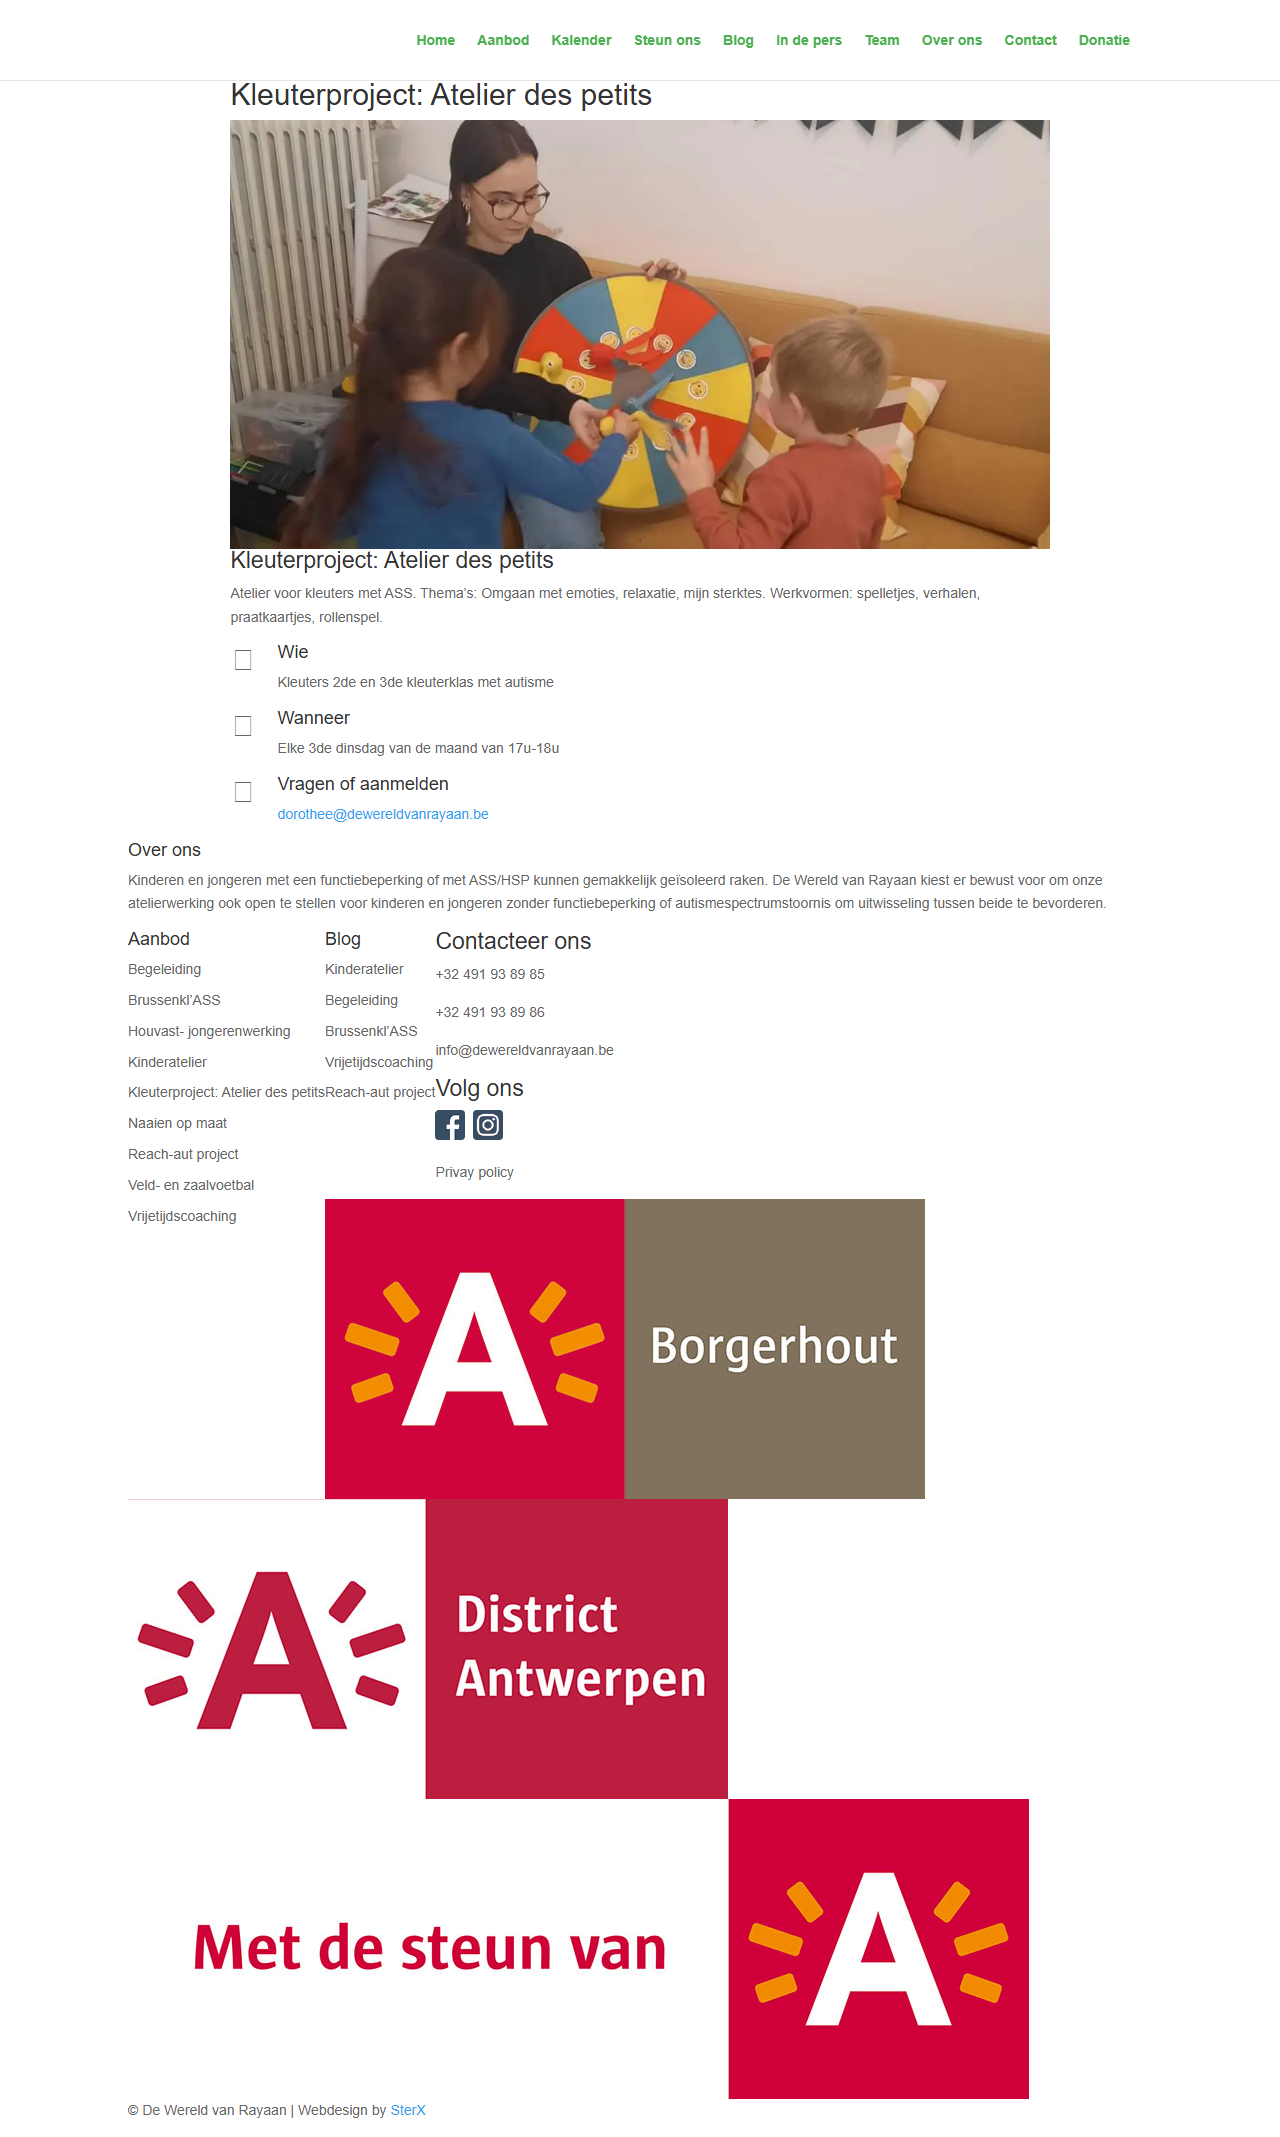 Home Aanbod Kalender Steun ons Blog In de pers Team Over ons Contact Donatie
Kleuterproject: Atelier des petits
Kleuterproject: Atelier des petits
Atelier voor kleuters met ASS. Thema’s: Omgaan met emoties, relaxatie, mijn sterktes. Werkvormen: spelletjes, verhalen,
praatkaartjes, rollenspel.
Wie
Kleuters 2de en 3de kleuterklas met autisme
Wanneer
Elke 3de dinsdag van de maand van 17u-18u
Vragen of aanmelden
dorothee@dewereldvanrayaan.be
Over ons
Kinderen en jongeren met een functiebeperking of met ASS/HSP kunnen gemakkelijk geïsoleerd raken. De Wereld van Rayaan kiest er bewust voor om onze
atelierwerking ook open te stellen voor kinderen en jongeren zonder functiebeperking of autismespectrumstoornis om uitwisseling tussen beide te bevorderen.
Aanbod
Begeleiding
Brussenkl’ASS
Houvast- jongerenwerking
Kinderatelier
Kleuterproject: Atelier des petits
Naaien op maat
Reach-aut project
Veld- en zaalvoetbal
Vrijetijdscoaching
Blog
Kinderatelier
Begeleiding
Brussenkl’ASS
Vrijetijdscoaching
Reach-aut project
Contacteer ons
+32 491 93 89 85
+32 491 93 89 86
info@dewereldvanrayaan.be
Volg ons
Privay policy
A Borgerhout
A District
Antwerpen
Met de steun van A
© De Wereld van Rayaan | Webdesign by SterX